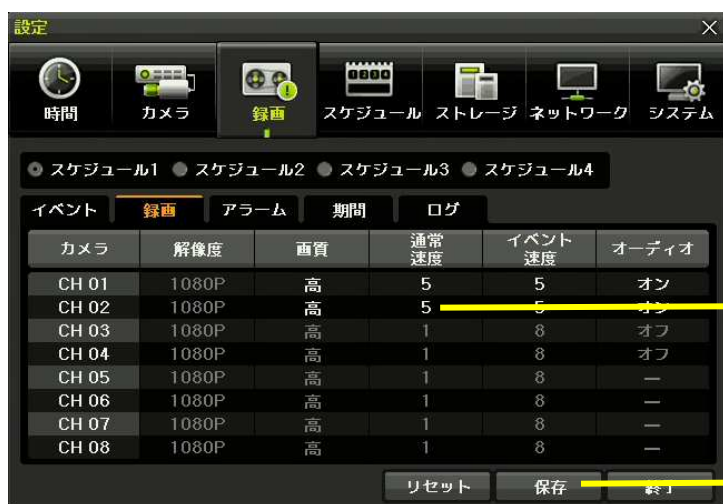 設定
時間 カメラ 録画 スケジュール ストレージ ネットワーク システム
スケジュール1 スケジュール2 スケジュール3 スケジュール4
イベント 録画 アラーム 期間 ログ
カメラ 解像度 画質 通常速度 イベント速度 オーディオ
CH 01 1080P 高 5 5 オン
CH 02 1080P 高 5 5 オン
CH 03 1080P 高 1 8 オフ
CH 04 1080P 高 1 8 オフ
CH 05 1080P 高 1 8 —
CH 06 1080P 高 1 8 —
CH 07 1080P 高 1 8 —
CH 08 1080P 高 1 8 —
リセット 保存 終了